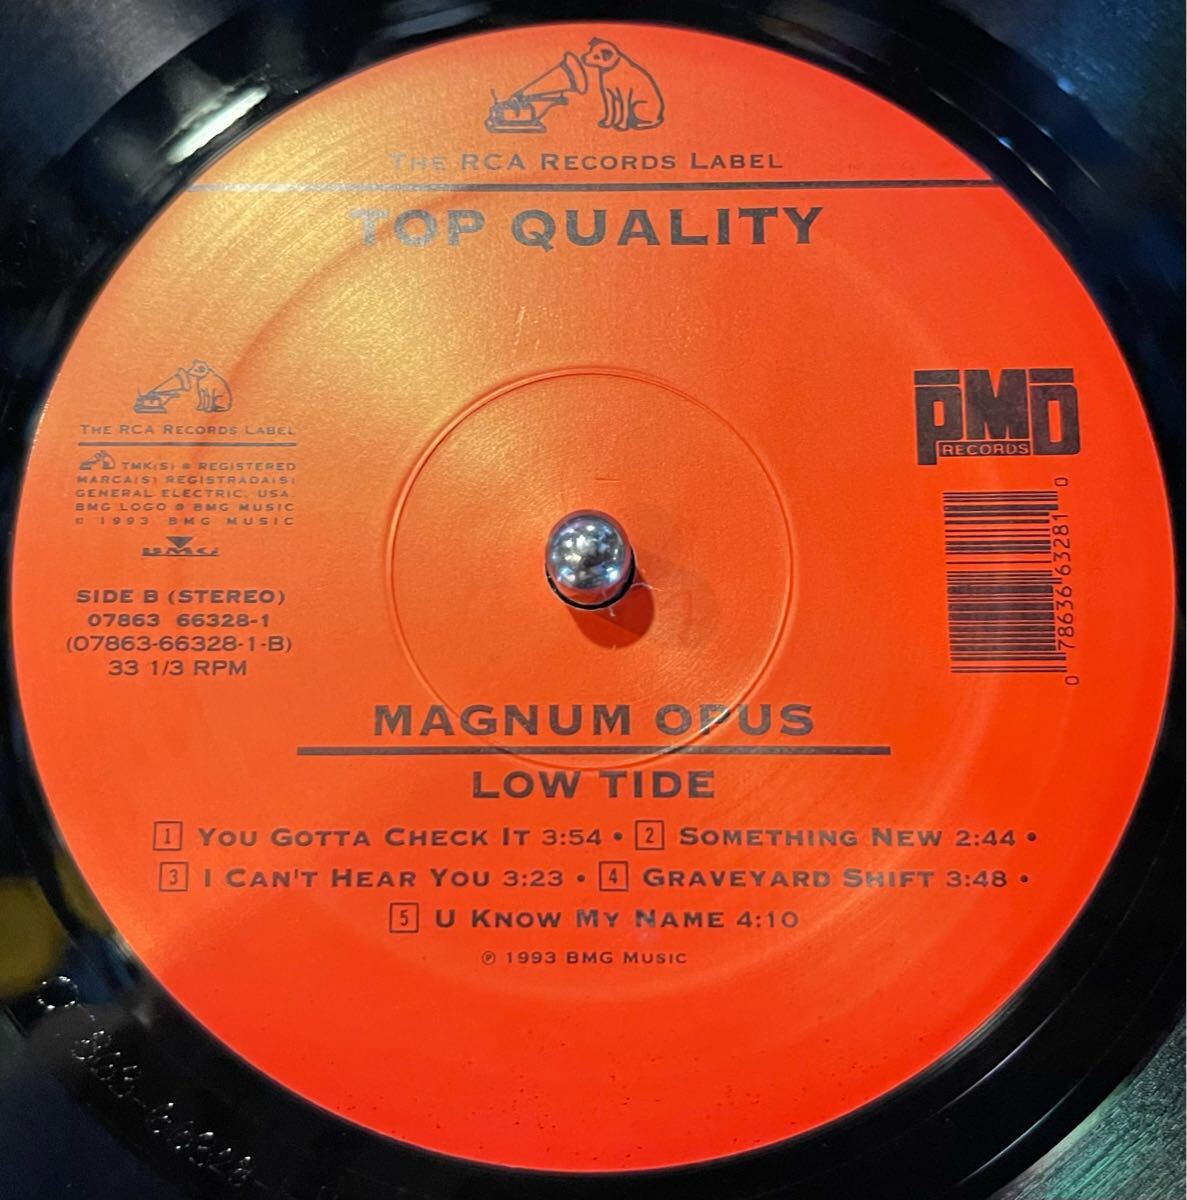 THE RCA RECORDS LABEL
TOP QUALITY
THE RCA RECORDS LABEL
TMK(S) ® REGISTERED
MARCA(S) REGISTRADA(S)
GENERAL ELECTRIC, USA.
BMG LOGO ® BMG MUSIC
© 1993 BMG MUSIC
BMG
SIDE B (STEREO)
07863 66328-1
(07863-66328-1-B)
33 1/3 RPM
PMD
RECORDS
0 78636 63281 0
MAGNUM OPUS
LOW TIDE
1 YOU GOTTA CHECK IT 3:54 • 2 SOMETHING NEW 2:44 •
3 I CAN'T HEAR YOU 3:23 • 4 GRAVEYARD SHIFT 3:48 •
5 U KNOW MY NAME 4:10
℗ 1993 BMG MUSIC